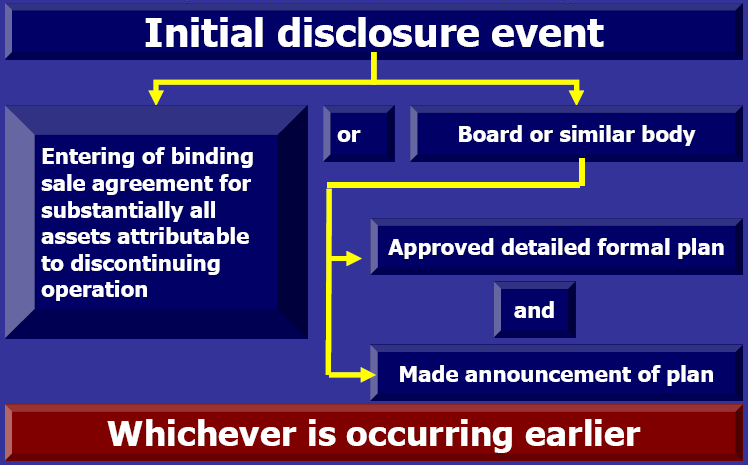 Initial disclosure event
Entering of binding
sale agreement for
substantially all
assets attributable
to discontinuing
operation
or
Board or similar body
Approved detailed formal plan
and
Made announcement of plan
Whichever is occurring earlier